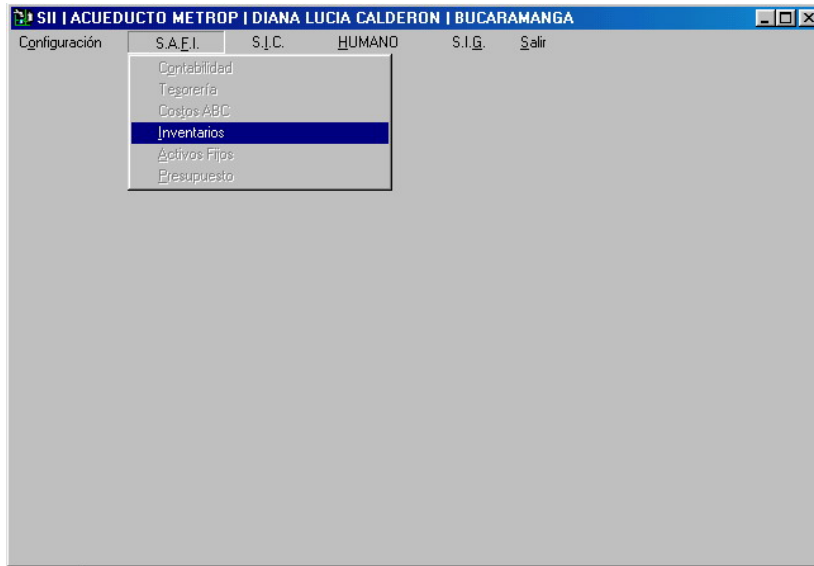 SII | ACUEDUCTO METROP | DIANA LUCIA CALDERON | BUCARAMANGA
Configuración S.A.F.I. S.I.C. HUMANO S.I.G. Salir
Contabilidad
Tesorería
Costos ABC
Inventarios
Activos Fijos
Presupuesto